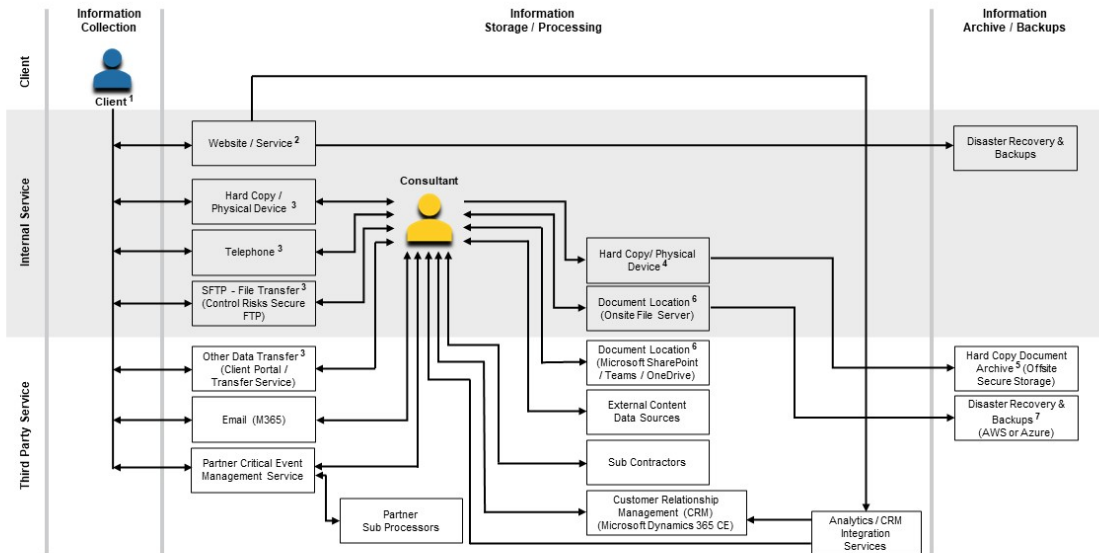 Information
Collection
Information
Storage / Processing
Information
Archive / Backups
Client
Client 1
Internal Service
Website / Service 2
Disaster Recovery &
Backups
Hard Copy /
Physical Device 3
Consultant
Telephone 3
Hard Copy/ Physical
Device 4
SFTP - File Transfer 3
(Control Risks Secure
FTP)
Document Location 6
(Onsite File Server)
Third Party Service
Other Data Transfer 3
(Client Portal /
Transfer Service)
Document Location 6
(Microsoft SharePoint
/ Teams / OneDrive)
Hard Copy Document
Archive 5 (Offsite
Secure Storage)
Email (M365)
External Content
Data Sources
Disaster Recovery &
Backups 7
(AWS or Azure)
Partner Critical Event
Management Service
Sub Contractors
Partner
Sub Processors
Customer Relationship
Management (CRM)
(Microsoft Dynamics 365 CE)
Analytics / CRM
Integration
Services